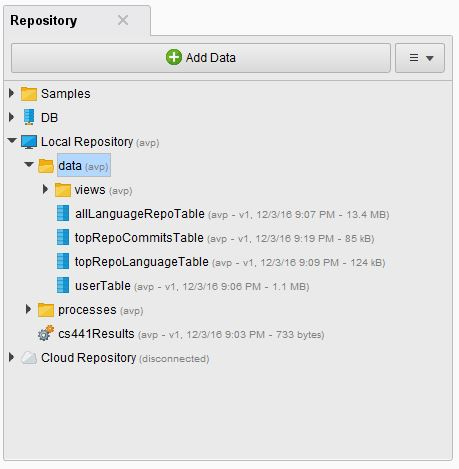 Repository
Add Data
Samples
DB
Local Repository (avp)
data (avp)
views (avp)
allLanguageRepoTable (avp - v1, 12/3/16 9:07 PM - 13.4 MB)
topRepoCommitsTable (avp - v1, 12/3/16 9:19 PM - 85 kB)
topRepoLanguageTable (avp - v1, 12/3/16 9:09 PM - 124 kB)
userTable (avp - v1, 12/3/16 9:06 PM - 1.1 MB)
processes (avp)
cs441Results (avp - v1, 12/3/16 9:03 PM - 733 bytes)
Cloud Repository (disconnected)